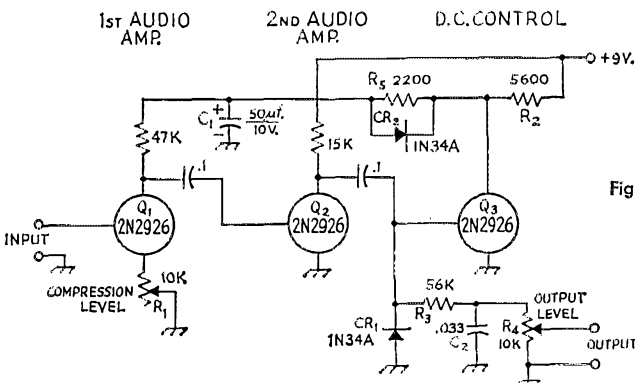 1ST AUDIO AMP.
2ND AUDIO AMP.
D.C. CONTROL
+9V.
R5 2200
5600
R2
C1
+
50µf.
10V.
CR2
1N34A
47K
15K
.1
.1
Q1
2N2926
Q2
2N2926
Q3
2N2926
Fig
INPUT
COMPRESSION LEVEL
10K
R1
56K
R3
CR1
1N34A
.033
C2
OUTPUT LEVEL
R4
10K
OUTPUT